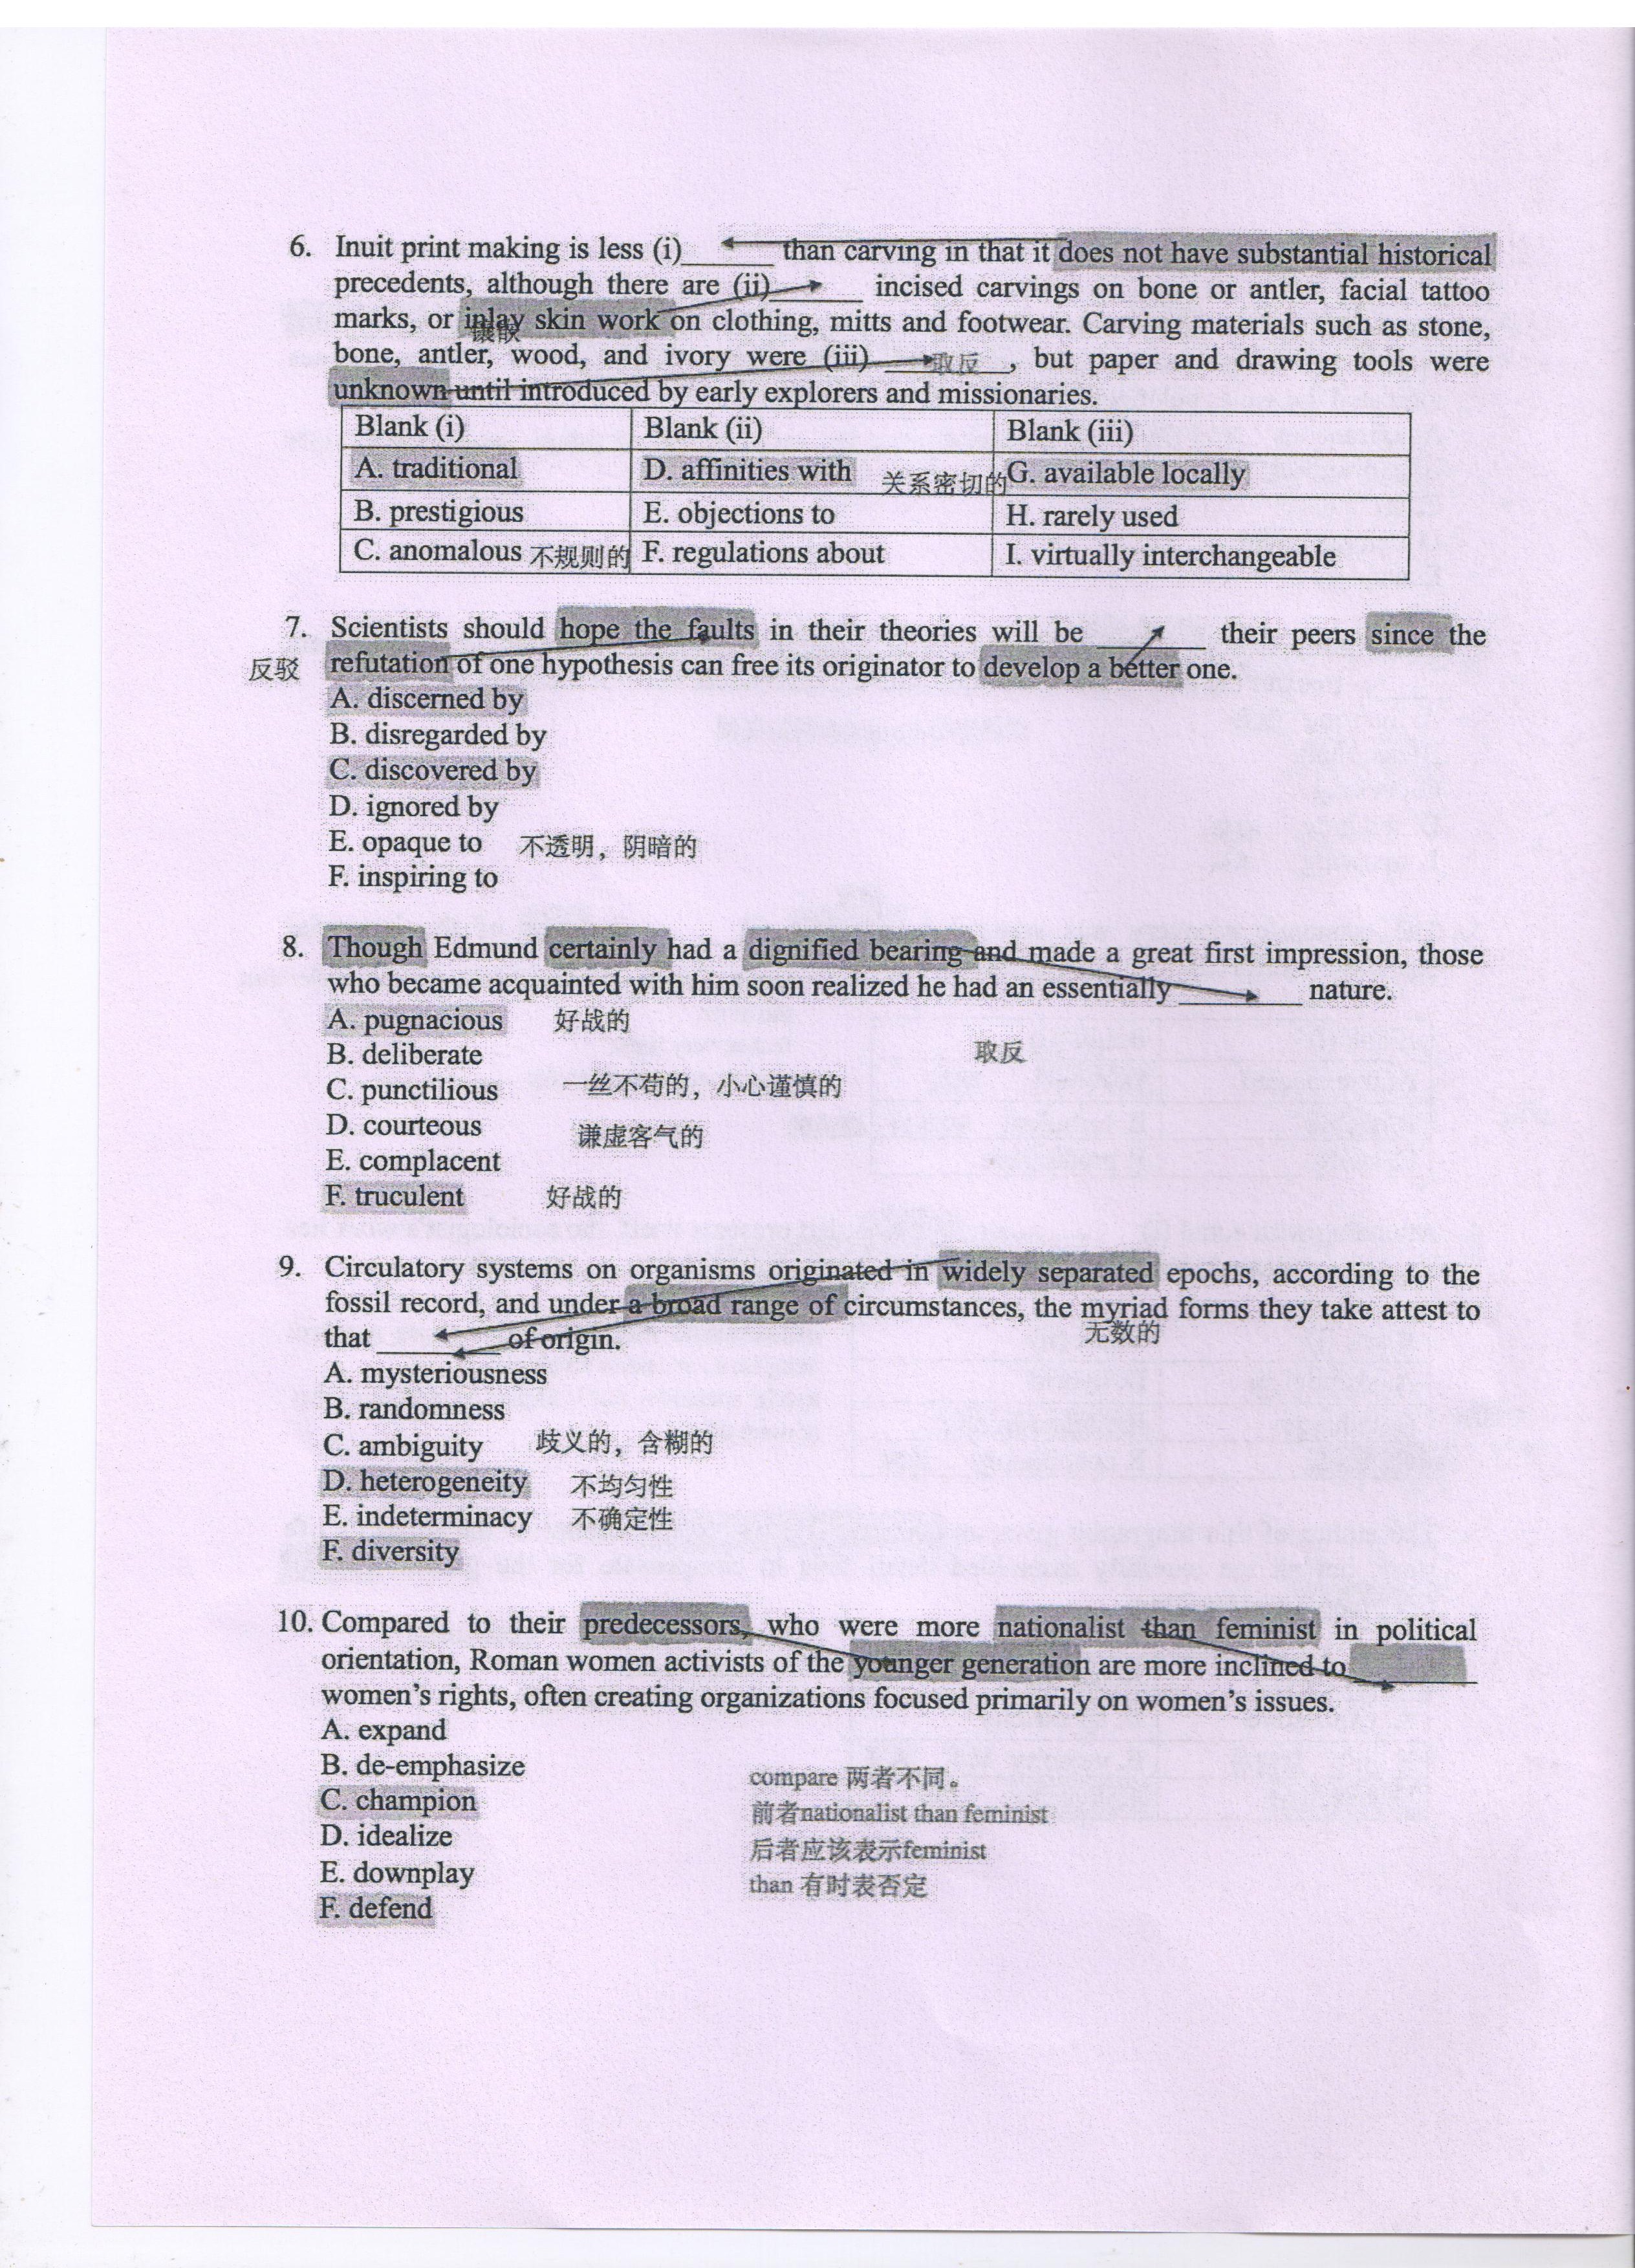 6. Inuit print making is less (i)______ than carving in that it does not have substantial historical
precedents, although there are (ii)______ incised carvings on bone or antler, facial tattoo
marks, or inlay skin work on clothing, mitts and footwear. Carving materials such as stone,
镶嵌
bone, antler, wood, and ivory were (iii) ______取反, but paper and drawing tools were
unknown until introduced by early explorers and missionaries.
Blank (i) Blank (ii) Blank (iii)
A. traditional D. affinities with 关系密切的 G. available locally
B. prestigious E. objections to H. rarely used
C. anomalous 不规则的 F. regulations about I. virtually interchangeable
7. Scientists should hope the faults in their theories will be ______ their peers since the
反驳 refutation of one hypothesis can free its originator to develop a better one.
A. discerned by
B. disregarded by
C. discovered by
D. ignored by
E. opaque to 不透明，阴暗的
F. inspiring to
8. Though Edmund certainly had a dignified bearing and made a great first impression, those
who became acquainted with him soon realized he had an essentially ______ nature.
A. pugnacious 好战的
B. deliberate 取反
C. punctilious 一丝不苟的，小心谨慎的
D. courteous 谦虚客气的
E. complacent
F. truculent 好战的
9. Circulatory systems on organisms originated in widely separated epochs, according to the
fossil record, and under a broad range of circumstances, the myriad forms they take attest to
无数的
that ______ of origin.
A. mysteriousness
B. randomness
C. ambiguity 歧义的，含糊的
D. heterogeneity 不均匀性
E. indeterminacy 不确定性
F. diversity
10. Compared to their predecessors, who were more nationalist than feminist in political
orientation, Roman women activists of the younger generation are more inclined to ______
women's rights, often creating organizations focused primarily on women's issues.
A. expand
B. de-emphasize
compare 两者不同。
C. champion
前者nationalist than feminist
D. idealize
后者应该表示feminist
E. downplay
than 有时表否定
F. defend